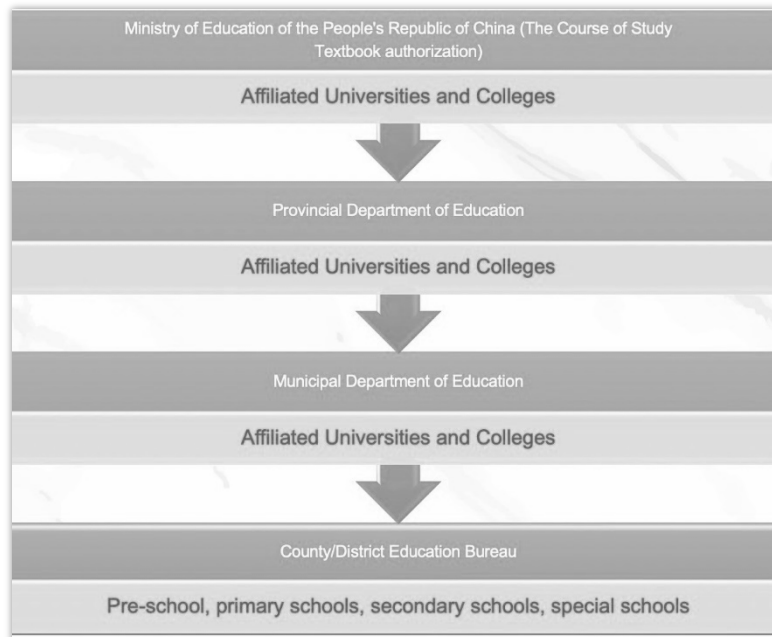 Ministry of Education of the People's Republic of China (The Course of Study
Textbook authorization)
Affiliated Universities and Colleges
Provincial Department of Education
Affiliated Universities and Colleges
Municipal Department of Education
Affiliated Universities and Colleges
County/District Education Bureau
Pre-school, primary schools, secondary schools, special schools